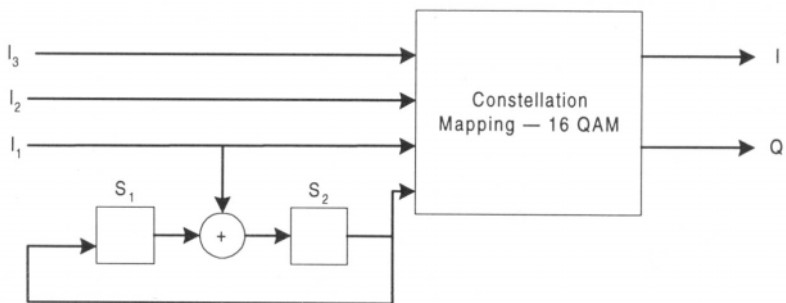 I3
I2
I1
S1
+
S2
Constellation
Mapping — 16 QAM
I
Q